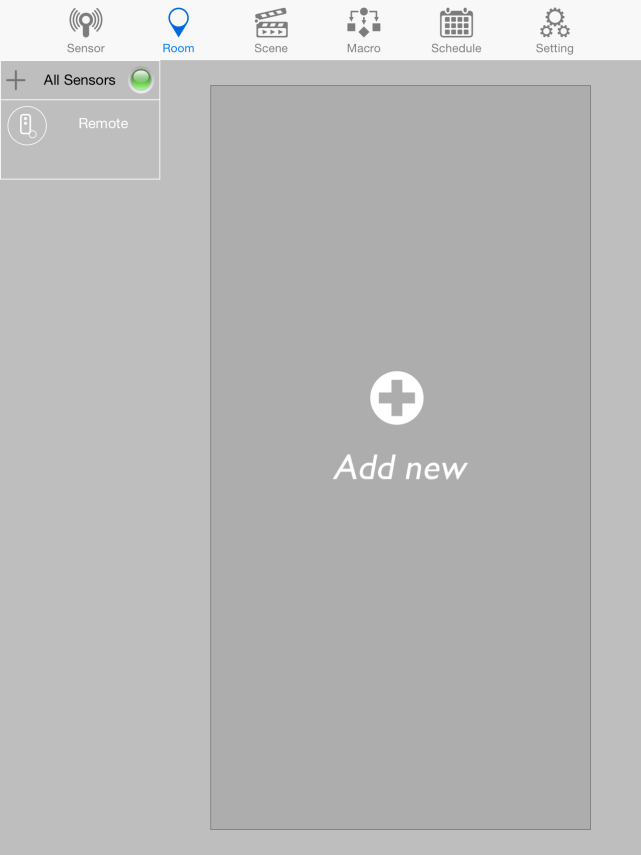 Sensor
Room
Scene
Macro
Schedule
Setting
All Sensors
Remote
Add new